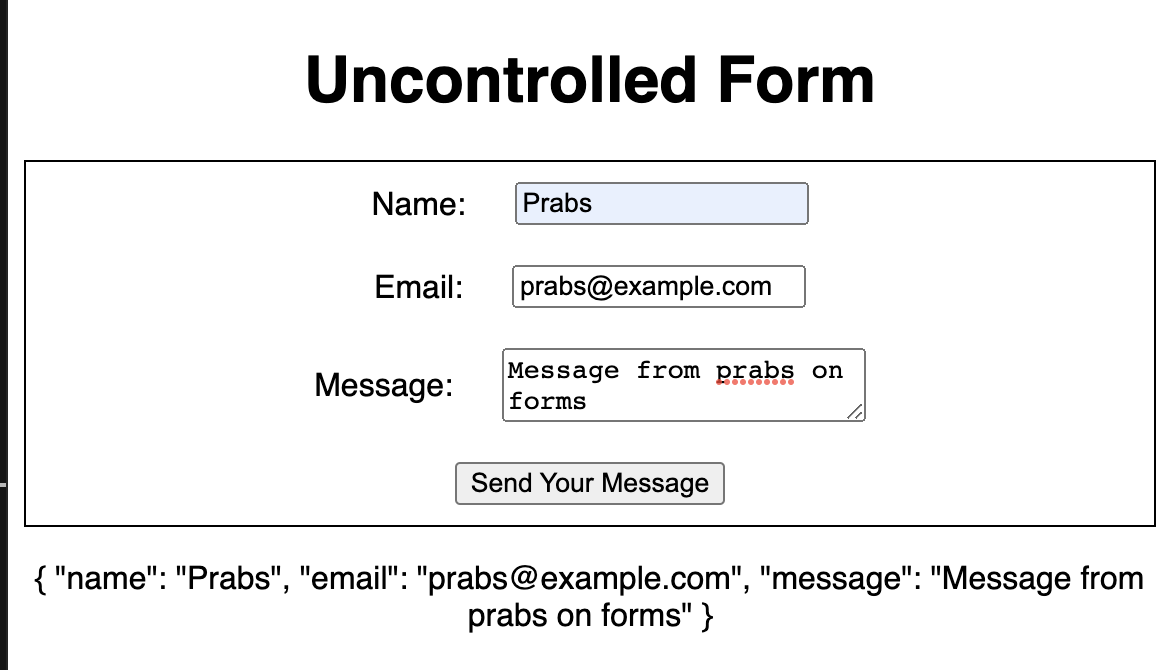 Uncontrolled Form
Name: Prabs
Email: prabs@example.com
Message: Message from prabs on
forms
Send Your Message
{ "name": "Prabs", "email": "prabs@example.com", "message": "Message from
prabs on forms" }